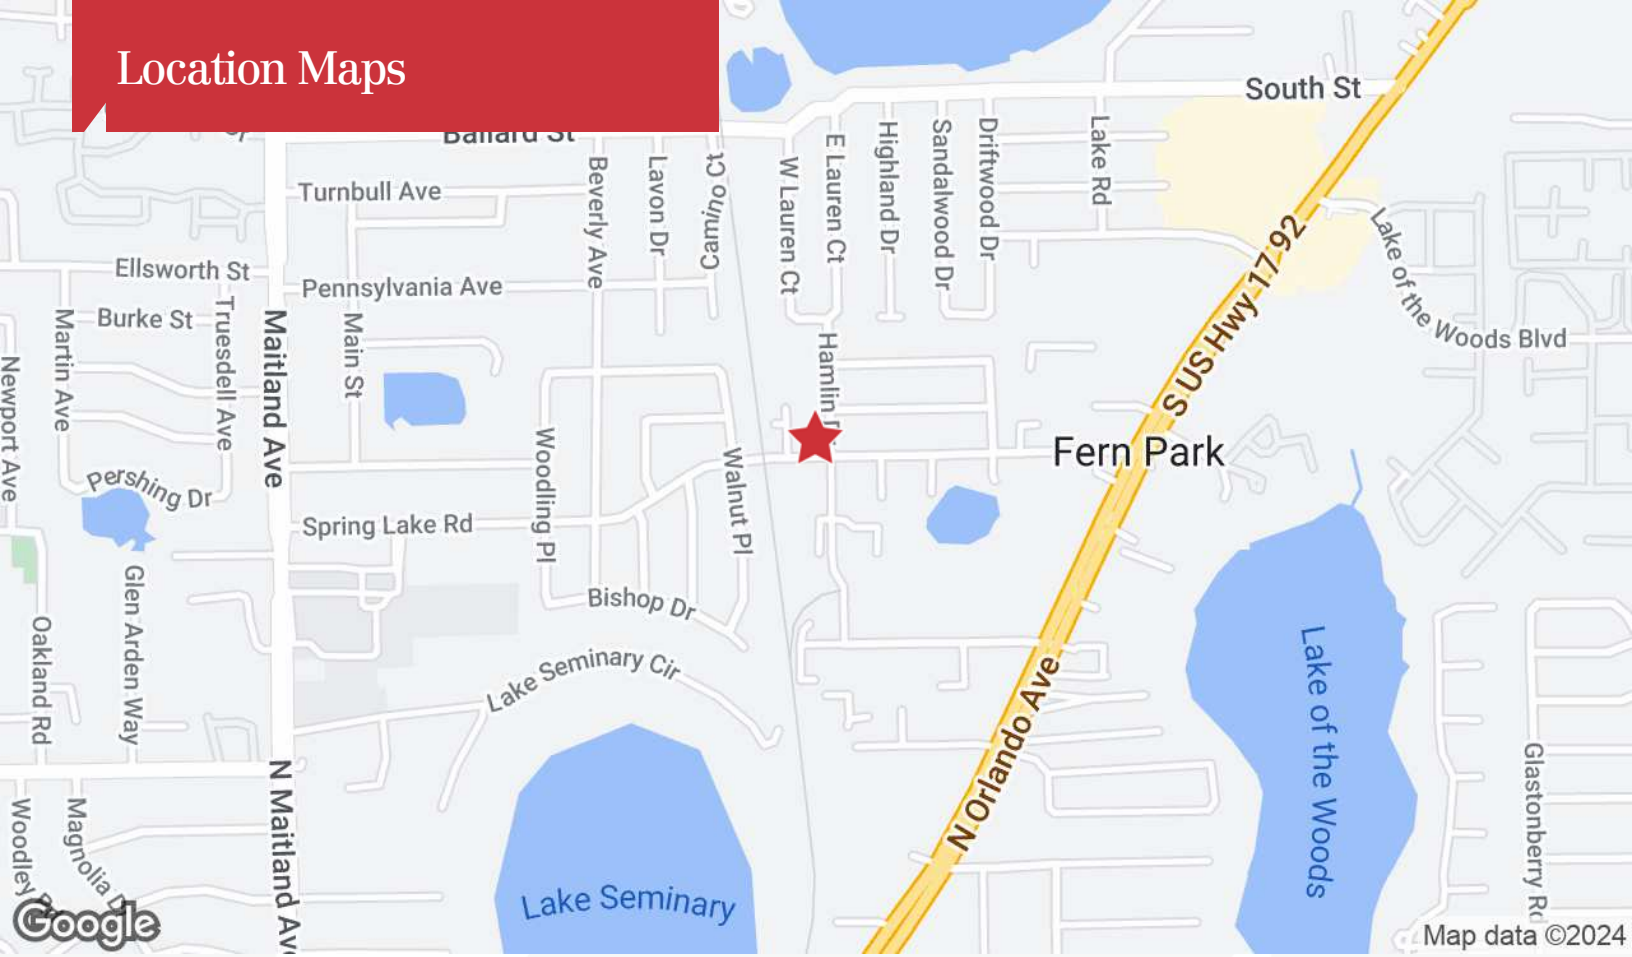 Location Maps
South St
Ballard St
Turnbull Ave
Ellsworth St
Pennsylvania Ave
Burke St
Beverly Ave
Lavon Dr
Camino Ct
W Lauren Ct
E Lauren Ct
Highland Dr
Sandalwood Dr
Driftwood Dr
Lake Rd
S US Hwy 17 92
Lake of the Woods Blvd
Newport Ave
Martin Ave
Truesdell Ave
Maitland Ave
Main St
Hamlin
Pershing Dr
Woodling Pl
Walnut Pl
Fern Park
Spring Lake Rd
Bishop Dr
Glen Arden Way
Oakland Rd
Lake Seminary Cir
N Orlando Ave
Lake of the Woods
Glastonberry Rd
N Maitland Ave
Woodley
Magnolia
Lake Seminary
Google
Map data ©2024